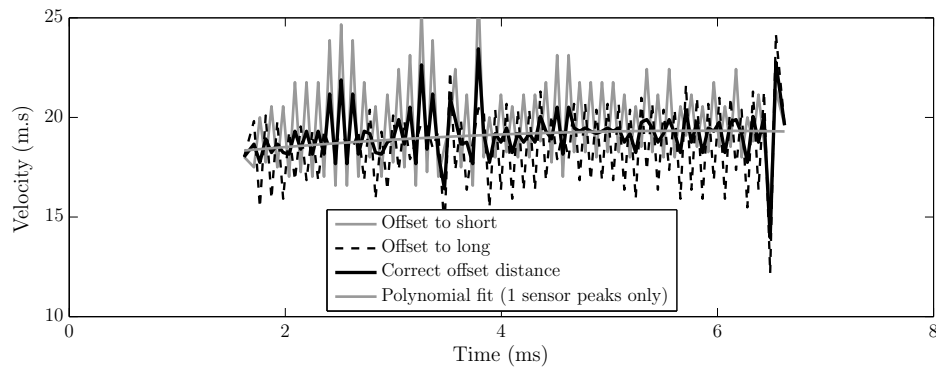 25
20
15
10
Velocity (m.s)
0
2
4
6
8
Time (ms)
Offset to short
Offset to long
Correct offset distance
Polynomial fit (1 sensor peaks only)